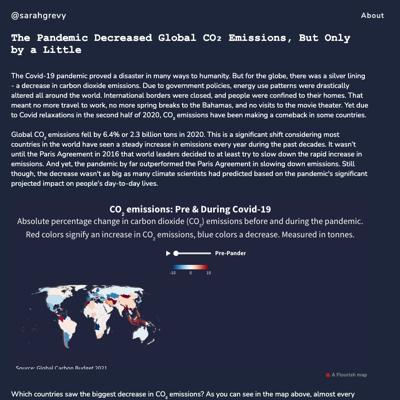 @sarahgrevy
About
The Pandemic Decreased Global CO₂ Emissions, But Only
by a Little
The Covid-19 pandemic proved a disaster in many ways to humanity. But for the globe, there was a silver lining
- a decrease in carbon dioxide emissions. Due to government policies, energy use patterns were drastically
altered all around the world. International borders were closed, and people were confined to their homes. That
meant no more travel to work, no more spring breaks to the Bahamas, and no visits to the movie theater. Yet due
to Covid relaxations in the second half of 2020, CO₂ emissions have been making a comeback in some countries.
Global CO₂ emissions fell by 6.4% or 2.3 billion tons in 2020. This is a significant shift considering most
countries in the world have seen a steady increase in emissions every year during the past decades. It wasn't
until the Paris Agreement in 2016 that world leaders decided to at least try to slow down the rapid increase in
emissions. And yet, the pandemic by far outperformed the Paris Agreement in slowing down emissions. Still
though, the decrease wasn't as big as many climate scientists had predicted based on the pandemic's significant
projected impact on people's day-to-day lives.
CO₂ emissions: Pre & During Covid-19
Absolute percentage change in carbon dioxide (CO₂) emissions before and during the pandemic.
Red colors signify an increase in CO₂ emissions, blue colors a decrease. Measured in tonnes.
Pre-Pander
-10 0 10
Source: Global Carbon Budget 2021
A Flourish map
Which countries saw the biggest decrease in CO₂ emissions? As you can see in the map above, almost every